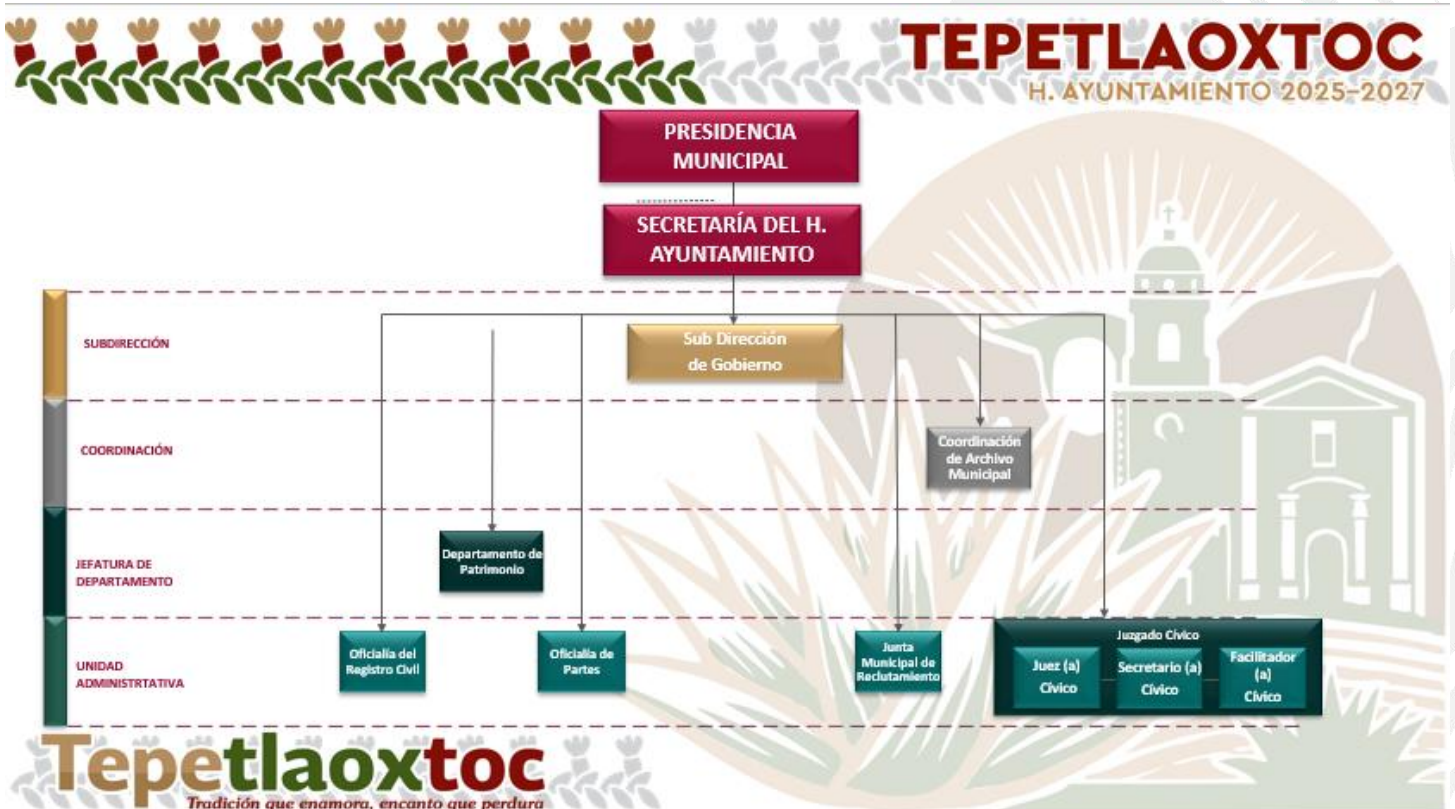 TEPETLAOXTOC
H. AYUNTAMIENTO 2025-2027
PRESIDENCIA
MUNICIPAL
SECRETARÍA DEL H.
AYUNTAMIENTO
SUBDIRECCIÓN
Sub Dirección
de Gobierno
COORDINACIÓN
Coordinación
de Archivo
Municipal
JEFATURA DE
DEPARTAMENTO
Departamento de
Patrimonio
UNIDAD
ADMINISTRTATIVA
Oficialía del
Registro Civil
Oficialía de
Partes
Junta
Municipal de
Reclutamiento
Juzgado Cívico
Juez (a)
Cívico
Secretario (a)
Cívico
Facilitador
(a)
Cívico
Tepetlaoxtoc
Tradición que enamora, encanto que perdura